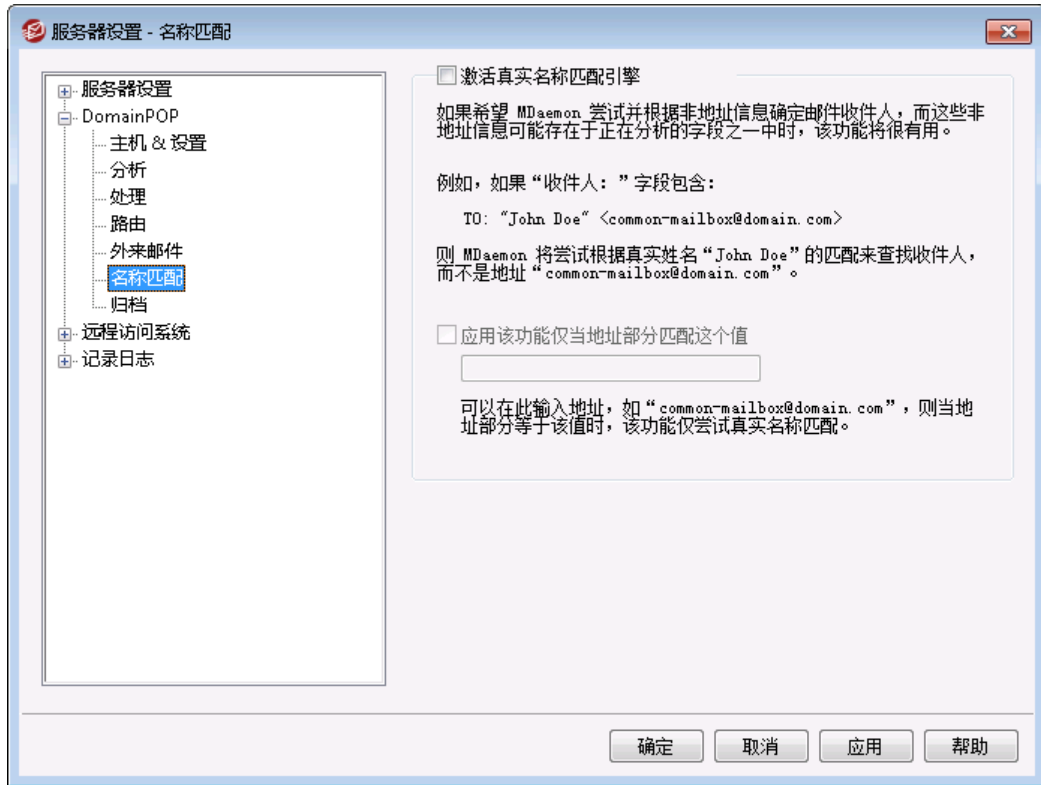 服务器设置 - 名称匹配
服务器设置
DomainPOP
主机 & 设置
分析
处理
路由
外来邮件
名称匹配
归档
远程访问系统
记录日志
激活真实名称匹配引擎
如果希望 MDaemon 尝试并根据非地址信息确定邮件收件人，而这些非
地址信息可能存在于正在分析的字段之一中时，该功能将很有用。
例如，如果“收件人：”字段包含：
TO: "John Doe" <common-mailbox@domain.com>
则 MDaemon 将尝试根据真实姓名“John Doe”的匹配来查找收件人，
而不是地址“common-mailbox@domain.com”。
应用该功能仅当地址部分匹配这个值
可以在此输入地址，如“common-mailbox@domain.com”，则当地
址部分等于该值时，该功能仅尝试真实名称匹配。
确定
取消
应用
帮助